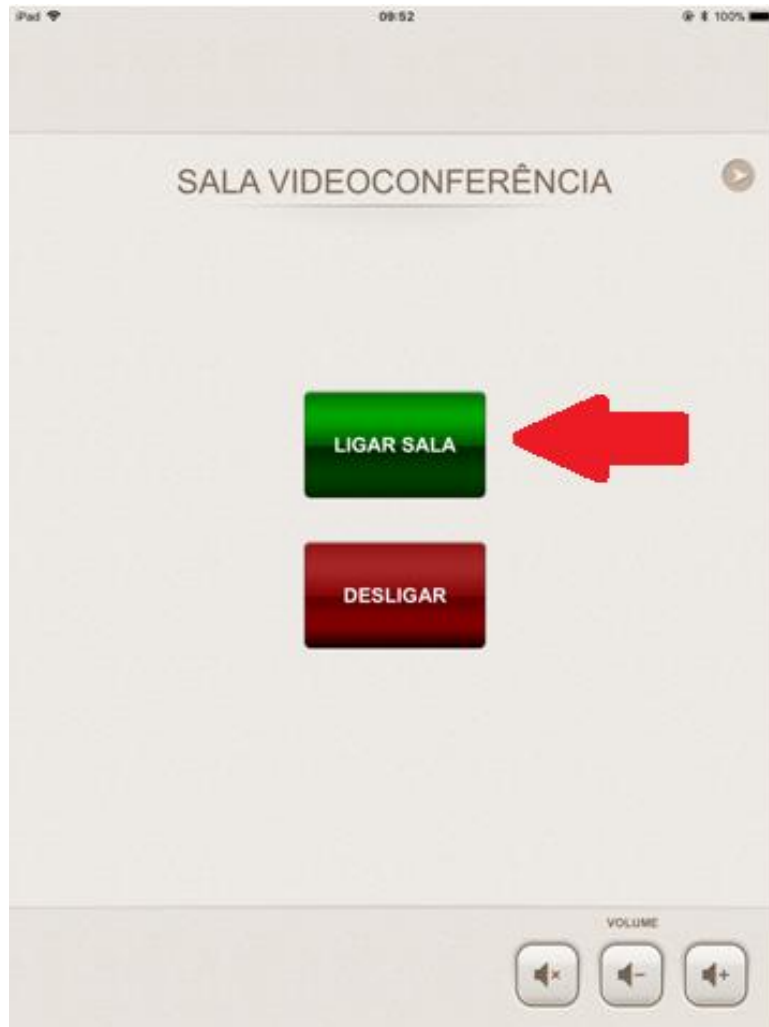 iPad 09:52 100%
SALA VIDEOCONFERÊNCIA
LIGAR SALA
DESLIGAR
VOLUME